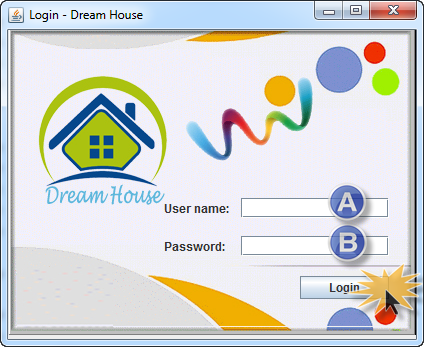 Login - Dream House
Dream House
User name:
A
Password:
B
Login